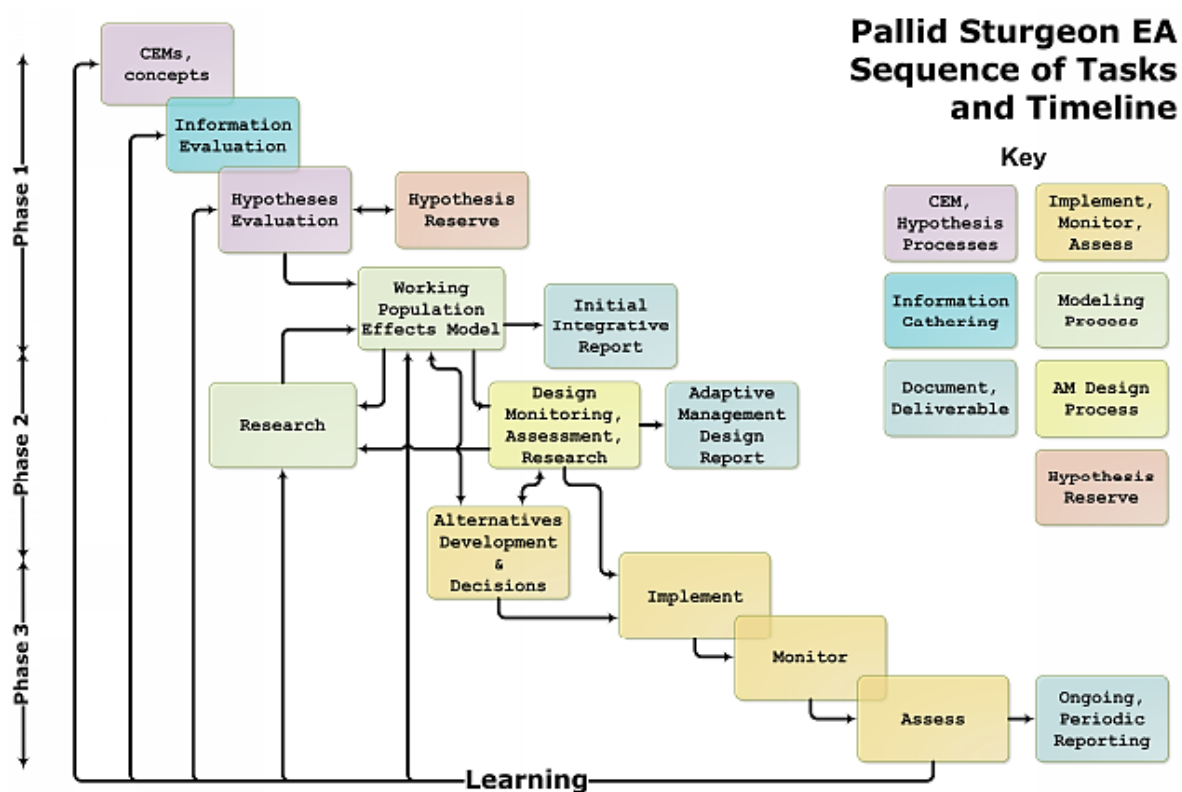 Pallid Sturgeon EA
Sequence of Tasks
and Timeline
Key
CEM,
Hypothesis
Processes
Implement,
Monitor,
Assess
Information
Gathering
Modeling
Process
Document,
Deliverable
AM Design
Process
Hypothesis
Reserve
Phase 1
Phase 2
Phase 3
CEMs,
concepts
Information
Evaluation
Hypotheses
Evaluation
Hypothesis
Reserve
Working
Population
Effects Model
Initial
Integrative
Report
Research
Design
Monitoring,
Assessment,
Research
Adaptive
Management
Design
Report
Alternatives
Development
&
Decisions
Implement
Monitor
Assess
Ongoing,
Periodic
Reporting
Learning